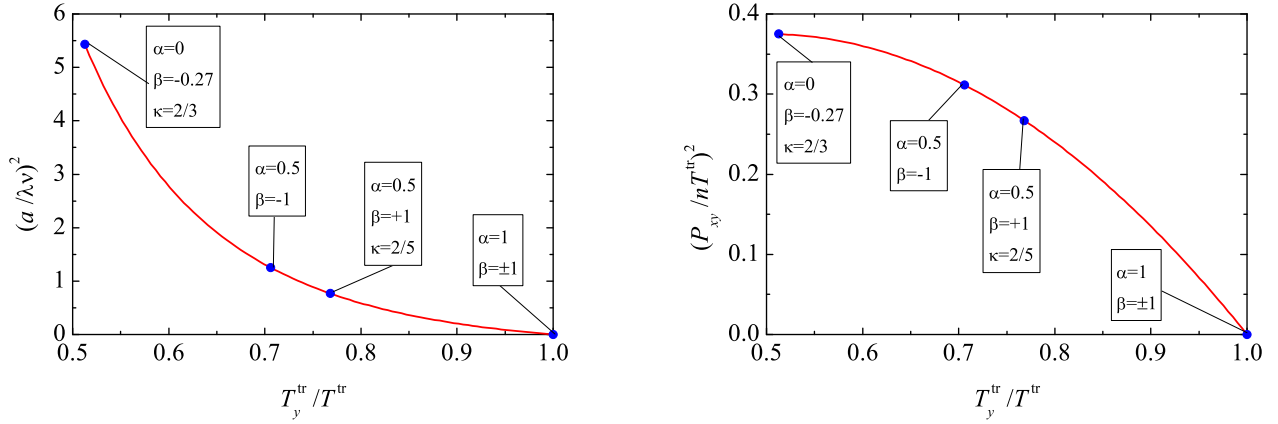 6
5
4
3
2
1
0
0.5
0.6
0.7
0.8
0.9
1.0
(a/λν)²
T_y^tr/T^tr
α=0
β=-0.27
κ=2/3
α=0.5
β=-1
α=0.5
β=+1
κ=2/5
α=1
β=±1
0.4
0.3
0.2
0.1
0.0
0.5
0.6
0.7
0.8
0.9
1.0
(P_xy/nT^tr)²
T_y^tr/T^tr
α=0
β=-0.27
κ=2/3
α=0.5
β=-1
α=0.5
β=+1
κ=2/5
α=1
β=±1